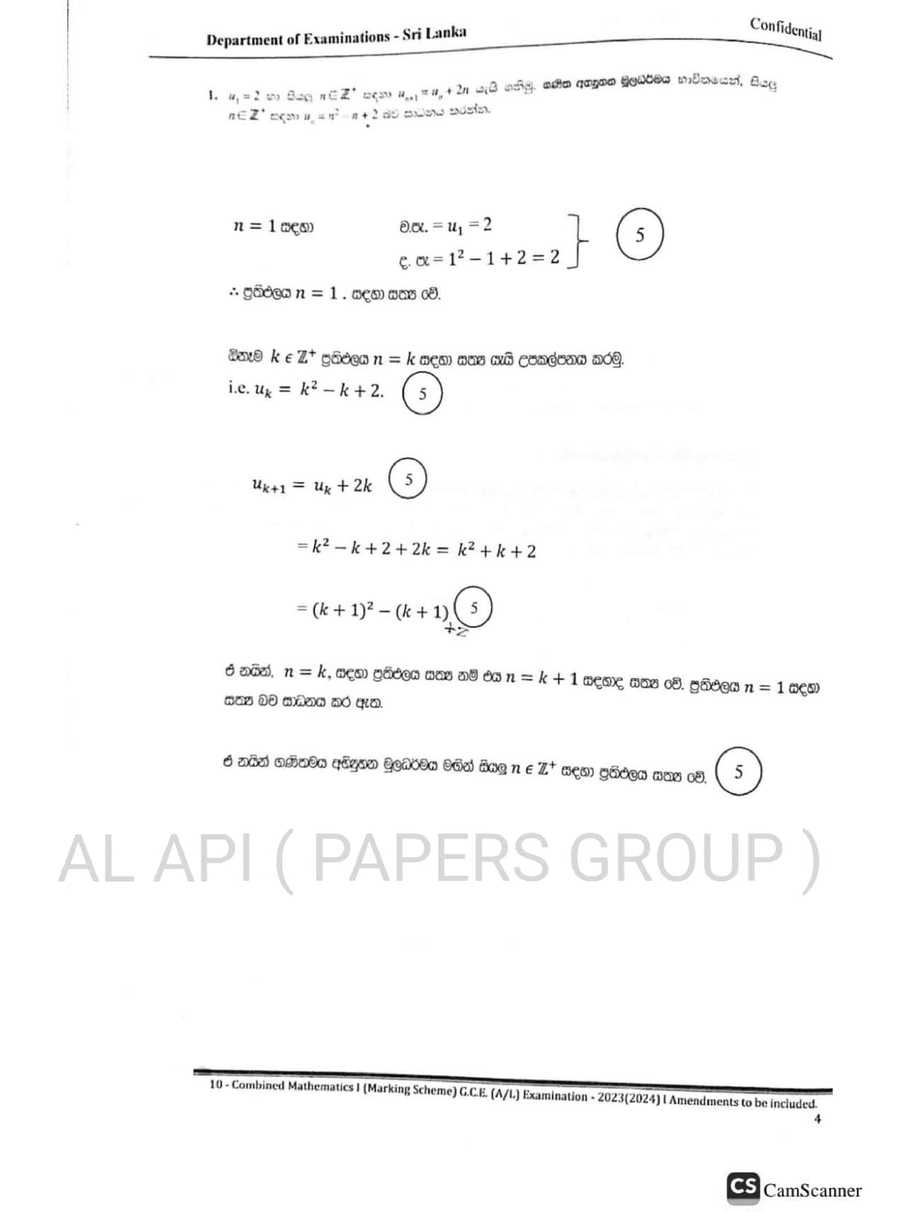 Department of Examinations - Sri Lanka
Confidential
1. u₁ = 2 හා සියලු n ∈ ℤ⁺ සඳහා uₙ₊₁ = uₙ + 2n යැයි ගනිමු. ගණිත අභ්‍යුහන මූලධර්මය භාවිතයෙන්, සියලු
n ∈ ℤ⁺ සඳහා uₙ = n² − n + 2 බව සාධනය කරන්න.
n = 1 සඳහා ව.පැ. = u₁ = 2
5
ද. පැ = 1² − 1 + 2 = 2
∴ ප්‍රතිඵලය n = 1 . සඳහා සත්‍ය වේ.
ඕනෑම k ϵ ℤ⁺ ප්‍රතිඵලය n = k සඳහා සත්‍ය යැයි උපකල්පනය කරමු.
i.e. uₖ = k² − k + 2. 5
uₖ₊₁ = uₖ + 2k 5
= k² − k + 2 + 2k = k² + k + 2
= (k + 1)² − (k + 1) 5
+2
ඒ නයින්, n = k, සඳහා ප්‍රතිඵලය සත්‍ය නම් එය n = k + 1 සඳහාද සත්‍ය වේ. ප්‍රතිඵලය n = 1 සඳහා
සත්‍ය බව සාධනය කර ඇත.
ඒ නයින් ගණිතමය අභ්‍යුහන මූලධර්මය මඟින් සියලු n ϵ ℤ⁺ සඳහා ප්‍රතිඵලය සත්‍ය වේ. 5
AL API ( PAPERS GROUP )
10 - Combined Mathematics I (Marking Scheme) G.C.E. (A/L) Examination - 2023(2024) I Amendments to be included.
4
CS CamScanner